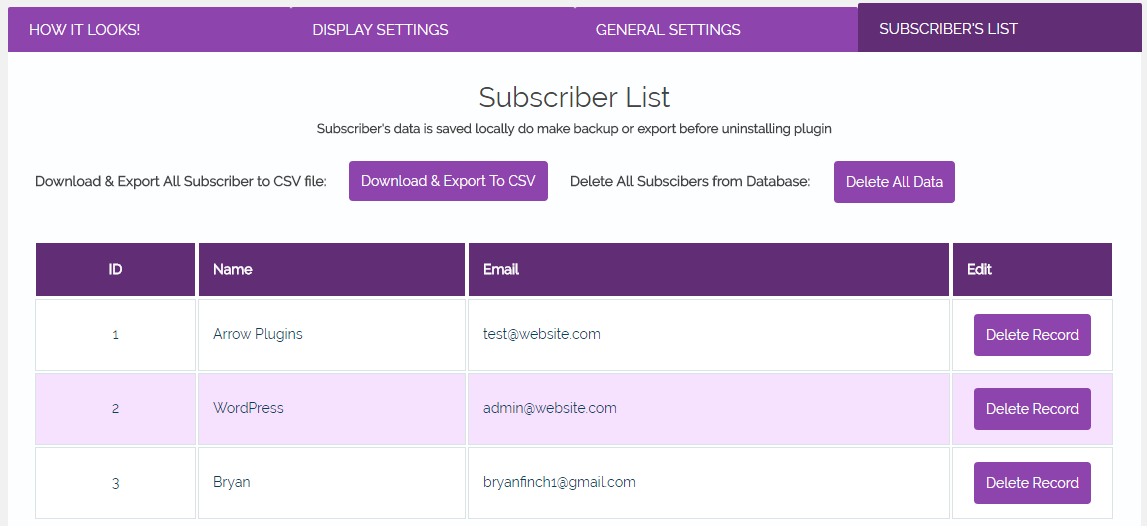 HOW IT LOOKS! DISPLAY SETTINGS GENERAL SETTINGS SUBSCRIBER'S LIST
Subscriber List
Subscriber's data is saved locally do make backup or export before uninstalling plugin
Download & Export All Subscriber to CSV file: Download & Export To CSV Delete All Subscibers from Database: Delete All Data
ID Name Email Edit
1 Arrow Plugins test@website.com Delete Record
2 WordPress admin@website.com Delete Record
3 Bryan bryanfinch1@gmail.com Delete Record